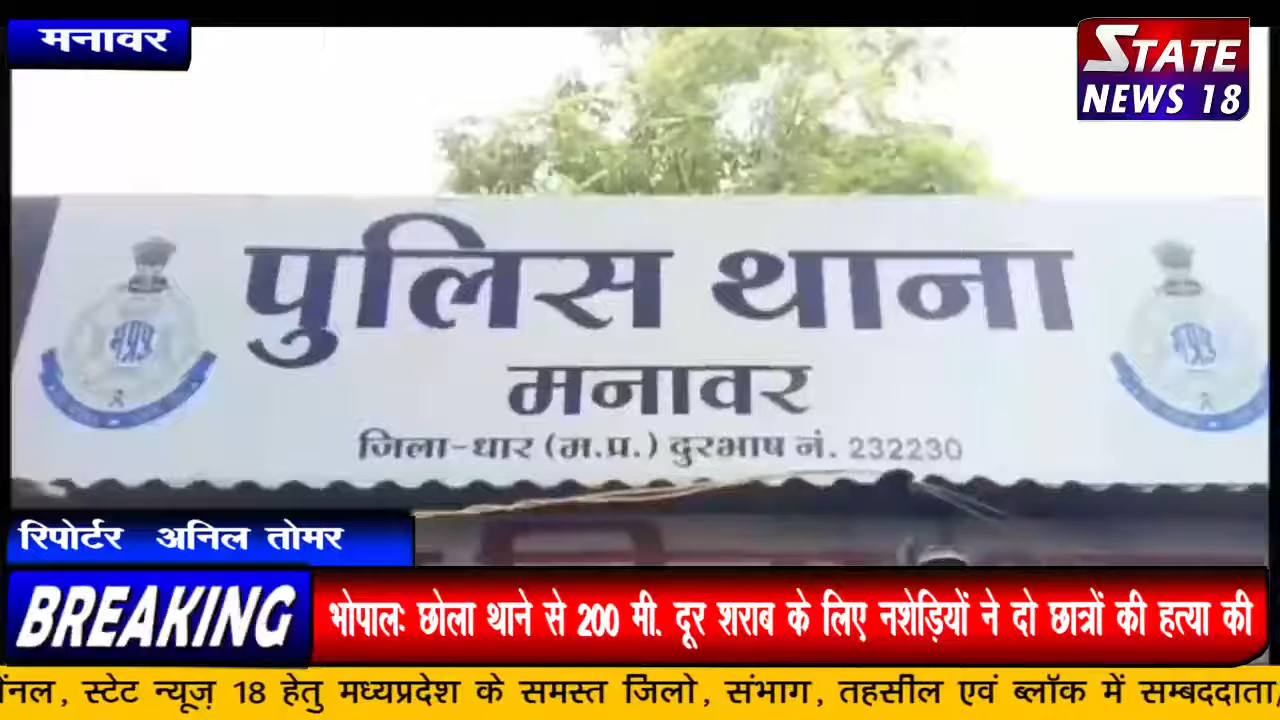 मनावर
STATE
NEWS 18
पुलिस थाना
मनावर
जिला-धार (म.प्र.) दुरभाष नं. 232230
रिपोर्टर अनिल तोमर
BREAKING
भोपालः छोला थाने से 200 मी. दूर शराब के लिए नशेड़ियों ने दो छात्रों की हत्या की
स्टेट न्यूज़ 18 हेतु मध्यप्रदेश के समस्त जिलो, संभाग, तहसील एवं ब्लॉक में सम्बददाता,